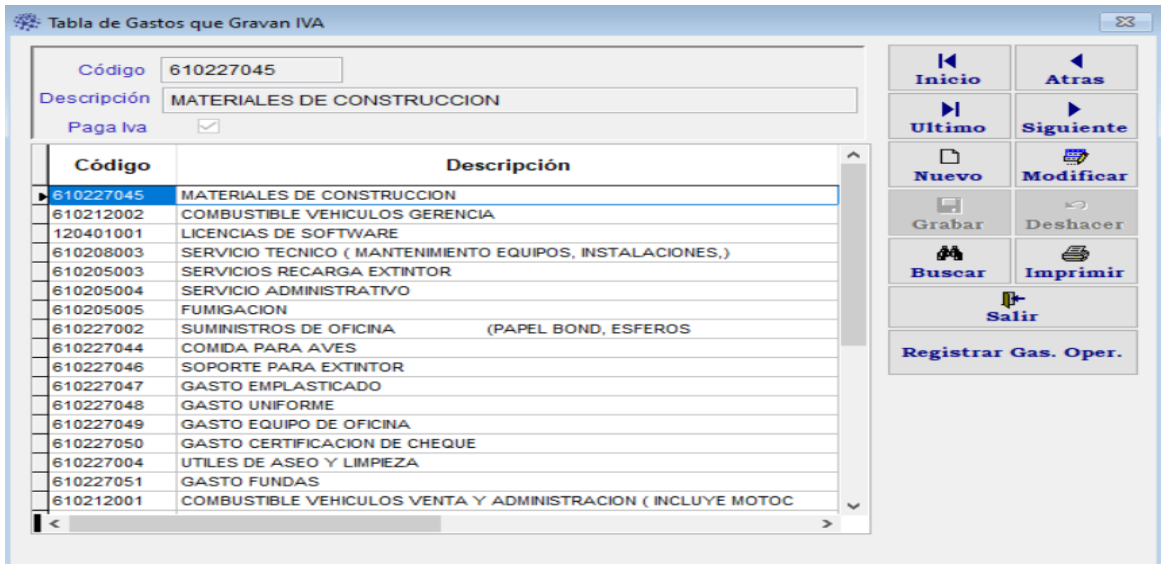 Tabla de Gastos que Gravan IVA
Código 610227045
Descripción MATERIALES DE CONSTRUCCION
Paga Iva
Código Descripción
610227045 MATERIALES DE CONSTRUCCION
610212002 COMBUSTIBLE VEHICULOS GERENCIA
120401001 LICENCIAS DE SOFTWARE
610208003 SERVICIO TECNICO ( MANTENIMIENTO EQUIPOS, INSTALACIONES,)
610205003 SERVICIOS RECARGA EXTINTOR
610205004 SERVICIO ADMINISTRATIVO
610205005 FUMIGACION
610227002 SUMINISTROS DE OFICINA (PAPEL BOND, ESFEROS
610227044 COMIDA PARA AVES
610227046 SOPORTE PARA EXTINTOR
610227047 GASTO EMPLASTICADO
610227048 GASTO UNIFORME
610227049 GASTO EQUIPO DE OFICINA
610227050 GASTO CERTIFICACION DE CHEQUE
610227004 UTILES DE ASEO Y LIMPIEZA
610227051 GASTO FUNDAS
610212001 COMBUSTIBLE VEHICULOS VENTA Y ADMINISTRACION ( INCLUYE MOTOC
Inicio Atras
Ultimo Siguiente
Nuevo Modificar
Grabar Deshacer
Buscar Imprimir
Salir
Registrar Gas. Oper.